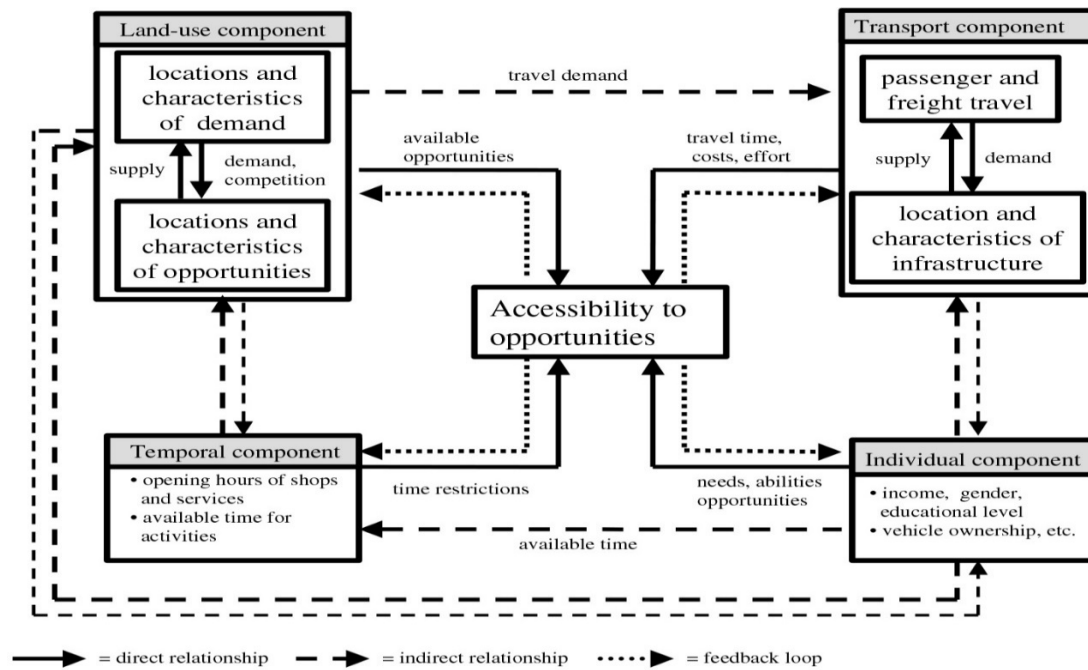 Land-use component
locations and
characteristics
of demand
supply
demand,
competition
locations and
characteristics
of opportunities
travel demand
available
opportunities
Transport component
passenger and
freight travel
supply
demand
location and
characteristics of
infrastructure
travel time,
costs, effort
Accessibility to
opportunities
Temporal component
• opening hours of shops
and services
• available time for
activities
time restrictions
available time
needs, abilities
opportunities
Individual component
• income, gender,
educational level
• vehicle ownership, etc.
= direct relationship
= indirect relationship
= feedback loop